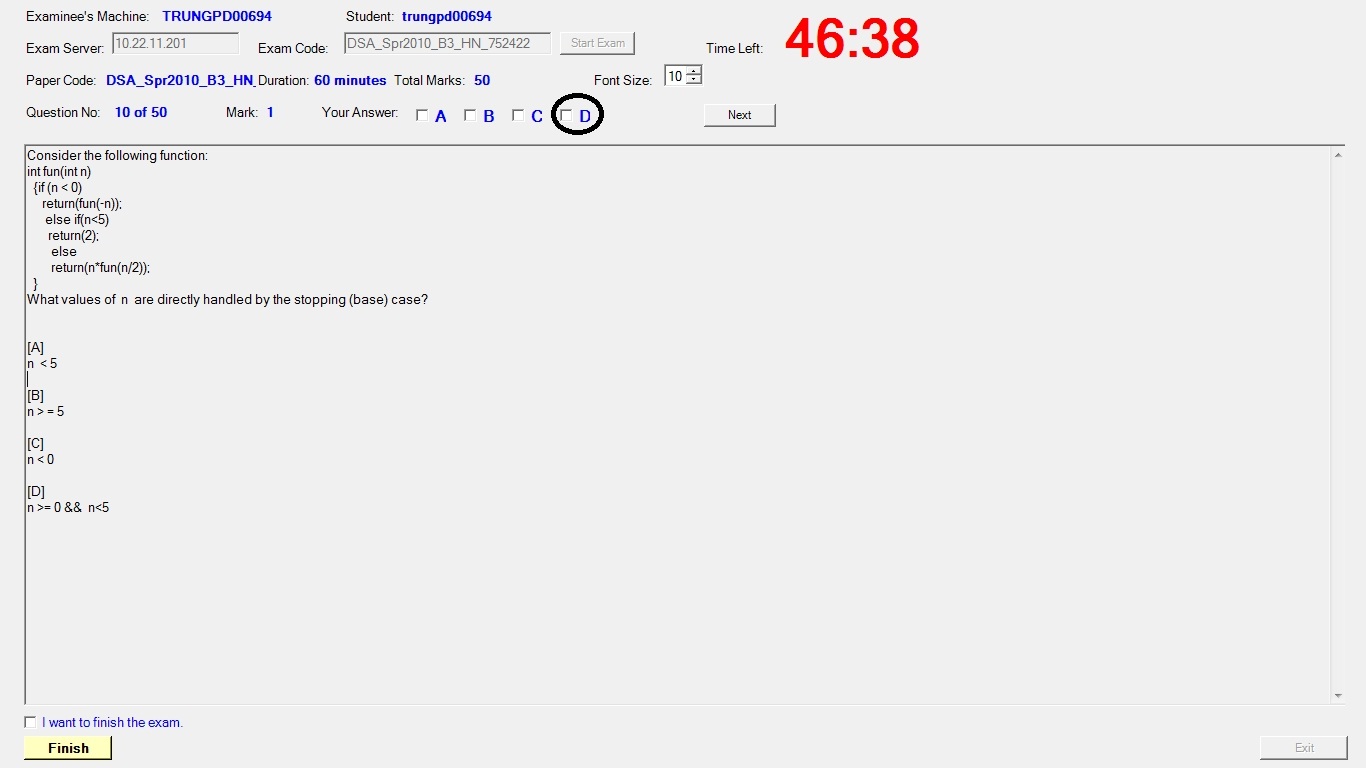 Examinee's Machine: TRUNGPD00694 Student: trungpd00694
Exam Server: 10.22.11.201 Exam Code: DSA_Spr2010_B3_HN_752422 Start Exam Time Left: 46:38
Paper Code: DSA_Spr2010_B3_HN_ Duration: 60 minutes Total Marks: 50 Font Size: 10
Question No: 10 of 50 Mark: 1 Your Answer: A B C D Next
Consider the following function:
int fun(int n)
{if (n < 0)
return(fun(-n));
else if(n<5)
return(2);
else
return(n*fun(n/2));
}
What values of n are directly handled by the stopping (base) case?
[A]
n < 5
[B]
n > = 5
[C]
n < 0
[D]
n >= 0 && n<5
I want to finish the exam.
Finish Exit